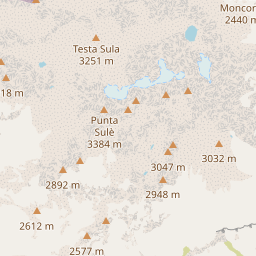 Moncor
2440 m
Testa Sula
3251 m
18 m
Punta
Sulè
3384 m
3047 m
3032 m
2892 m
2948 m
2612 m
2577 m